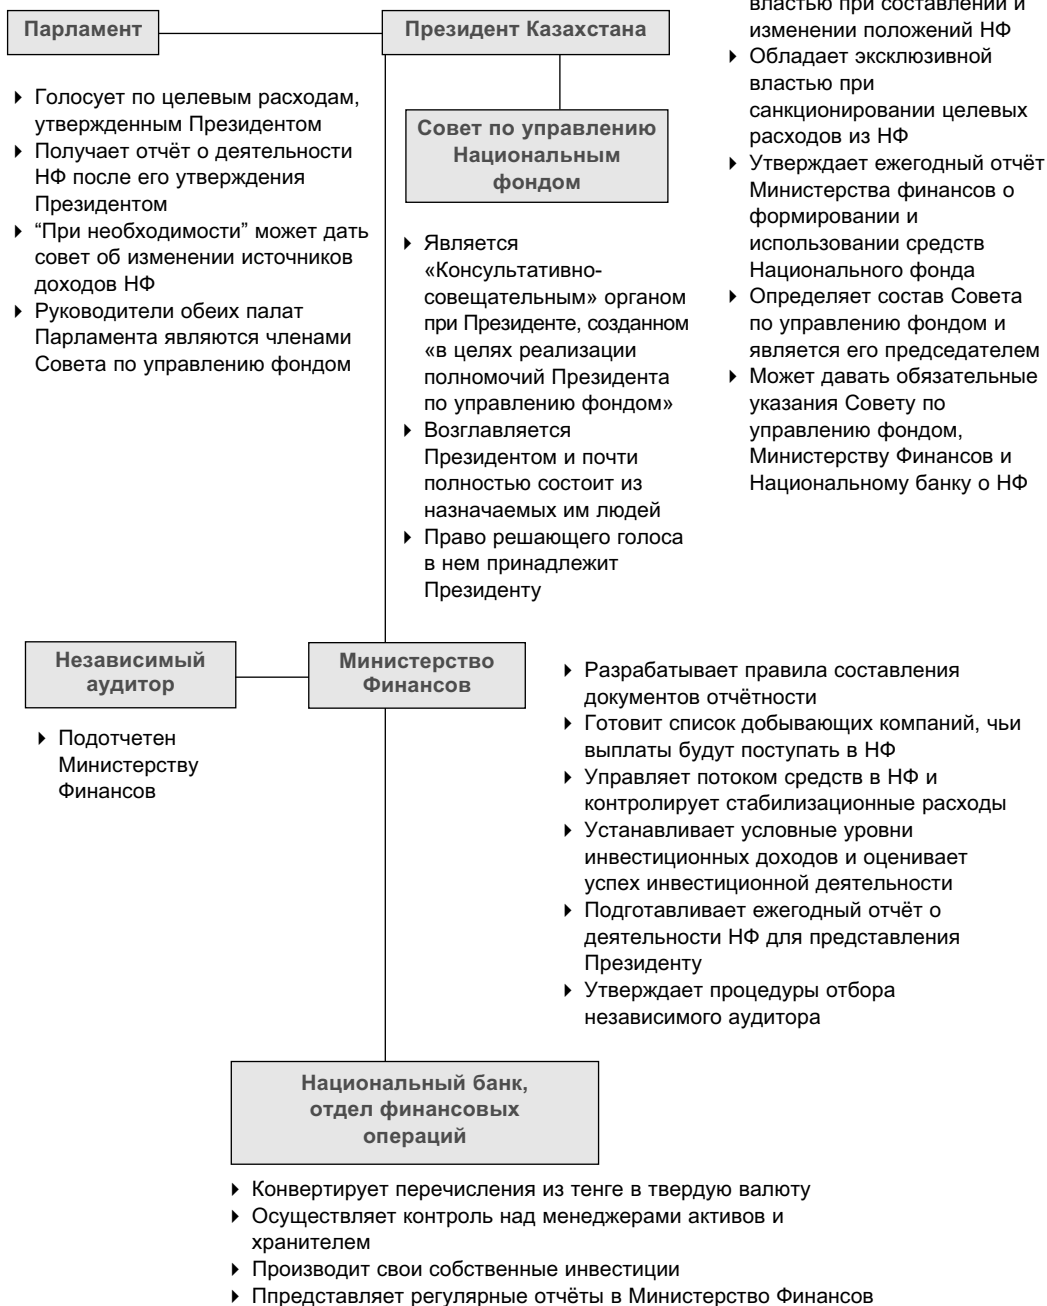 Парламент
Президент Казахстана
властью при составлении и
изменении положений НФ
▸ Обладает эксклюзивной
властью при
санкционировании целевых
расходов из НФ
▸ Утверждает ежегодный отчёт
Министерства финансов о
формировании и
использовании средств
Национального фонда
▸ Определяет состав Совета
по управлению фондом и
является его председателем
▸ Может давать обязательные
указания Совету по
управлению фондом,
Министерству Финансов и
Национальному банку о НФ
▸ Голосует по целевым расходам,
утвержденным Президентом
▸ Получает отчёт о деятельности
НФ после его утверждения
Президентом
▸ “При необходимости” может дать
совет об изменении источников
доходов НФ
▸ Руководители обеих палат
Парламента являются членами
Совета по управлению фондом
Совет по управлению
Национальным
фондом
▸ Является
«Консультативно-
совещательным» органом
при Президенте, созданном
«в целях реализации
полномочий Президента
по управлению фондом»
▸ Возглавляется
Президентом и почти
полностью состоит из
назначаемых им людей
▸ Право решающего голоса
в нем принадлежит
Президенту
Независимый
аудитор
▸ Подотчетен
Министерству
Финансов
Министерство
Финансов
▸ Разрабатывает правила составления
документов отчётности
▸ Готовит список добывающих компаний, чьи
выплаты будут поступать в НФ
▸ Управляет потоком средств в НФ и
контролирует стабилизационные расходы
▸ Устанавливает условные уровни
инвестиционных доходов и оценивает
успех инвестиционной деятельности
▸ Подготавливает ежегодный отчёт о
деятельности НФ для представления
Президенту
▸ Утверждает процедуры отбора
независимого аудитора
Национальный банк,
отдел финансовых
операций
▸ Конвертирует перечисления из тенге в твердую валюту
▸ Осуществляет контроль над менеджерами активов и
хранителем
▸ Производит свои собственные инвестиции
▸ Ппредставляет регулярные отчёты в Министерство Финансов